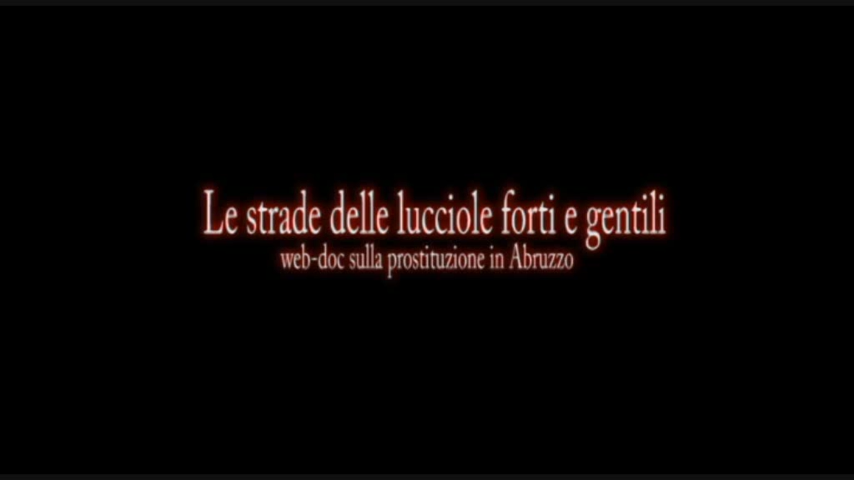 Le strade delle lucciole forti e gentili
web-doc sulla prostituzione in Abruzzo